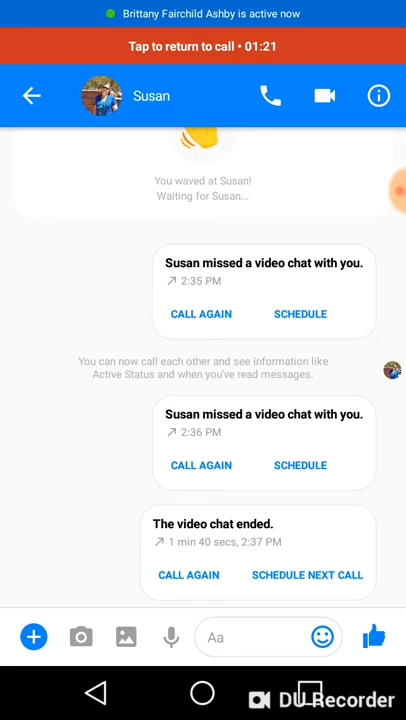 Brittany Fairchild Ashby is active now
Tap to return to call • 01:21
Susan
You waved at Susan!
Waiting for Susan...
Susan missed a video chat with you.
2:35 PM
CALL AGAIN SCHEDULE
You can now call each other and see information like
Active Status and when you've read messages.
Susan missed a video chat with you.
2:36 PM
CALL AGAIN SCHEDULE
The video chat ended.
1 min 40 secs, 2:37 PM
CALL AGAIN SCHEDULE NEXT CALL
Aa
DU Recorder